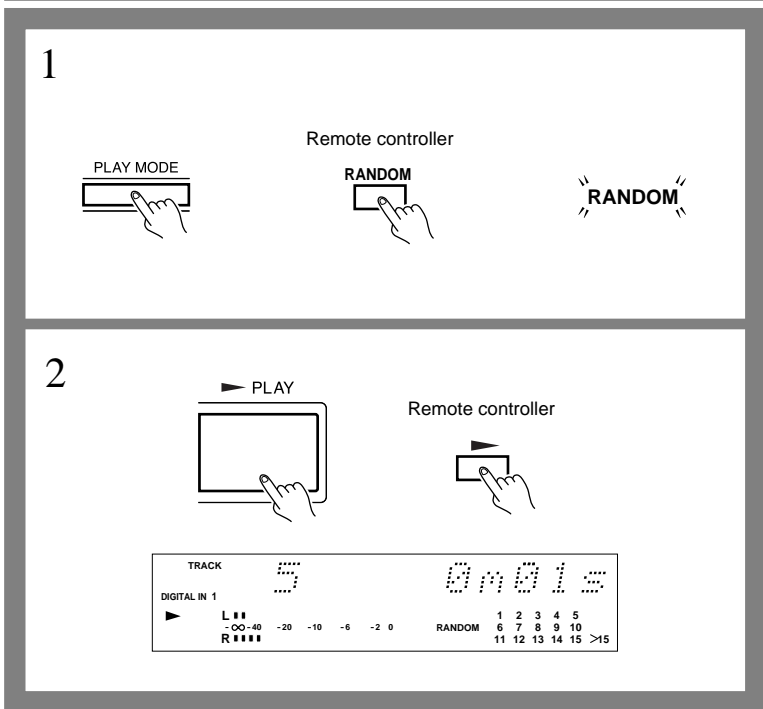 1
Remote controller
PLAY MODE
RANDOM
RANDOM
2
PLAY
Remote controller
TRACK 5 0m01s
DIGITAL IN 1
L 1 2 3 4 5
-∞-40 -20 -10 -6 -2 0 RANDOM 6 7 8 9 10
R 11 12 13 14 15 >15